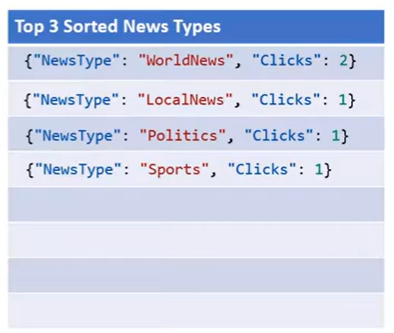 Top 3 Sorted News Types
{"NewsType": "WorldNews", "Clicks": 2}
{"NewsType": "LocalNews", "Clicks": 1}
{"NewsType": "Politics", "Clicks": 1}
{"NewsType": "Sports", "Clicks": 1}